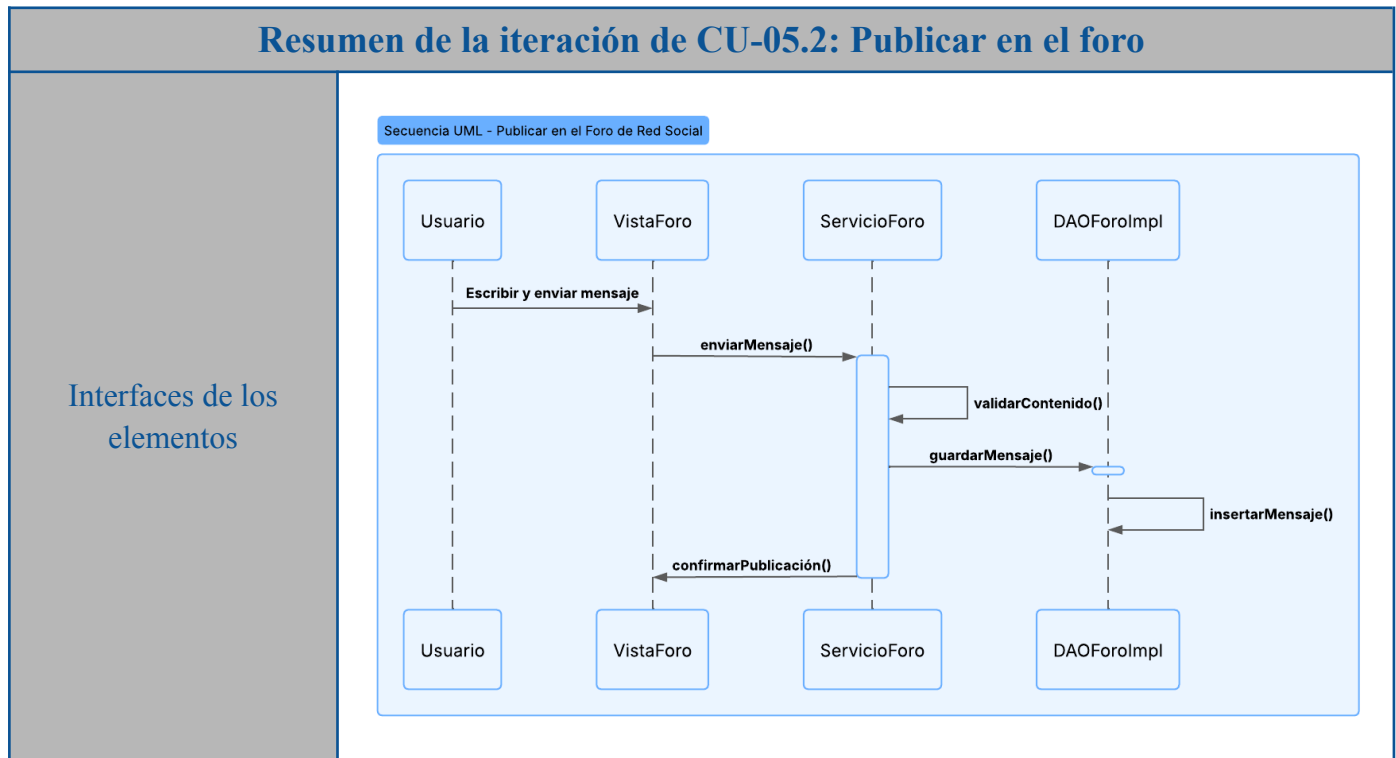 Resumen de la iteración de CU-05.2: Publicar en el foro
Interfaces de los
elementos
Secuencia UML - Publicar en el Foro de Red Social
Usuario
VistaForo
ServicioForo
DAOForoImpl
Escribir y enviar mensaje
enviarMensaje()
validarContenido()
guardarMensaje()
insertarMensaje()
confirmarPublicación()
Usuario
VistaForo
ServicioForo
DAOForoImpl